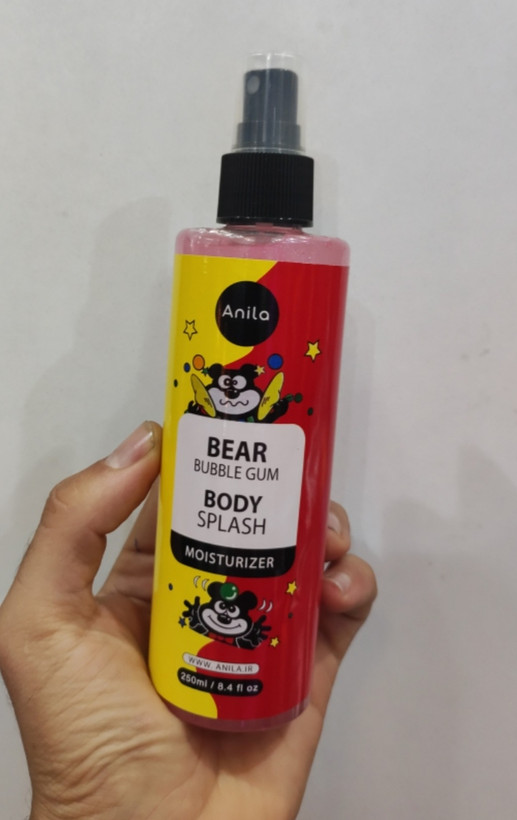 Anila
BEAR
BUBBLE GUM
BODY
SPLASH
MOISTURIZER
WWW. ANILA.IR
250ml / 8.4 fl oz